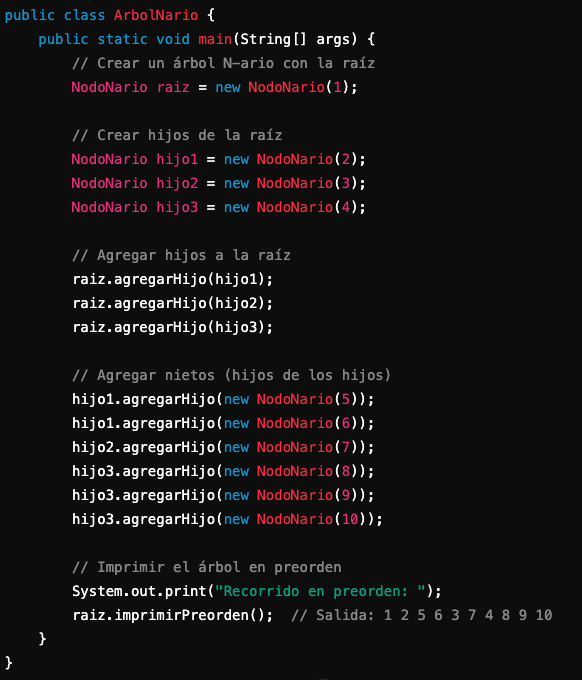 public class ArbolNario {
    public static void main(String[] args) {
        // Crear un árbol N-ario con la raíz
        NodoNario raiz = new NodoNario(1);

        // Crear hijos de la raíz
        NodoNario hijo1 = new NodoNario(2);
        NodoNario hijo2 = new NodoNario(3);
        NodoNario hijo3 = new NodoNario(4);

        // Agregar hijos a la raíz
        raiz.agregarHijo(hijo1);
        raiz.agregarHijo(hijo2);
        raiz.agregarHijo(hijo3);

        // Agregar nietos (hijos de los hijos)
        hijo1.agregarHijo(new NodoNario(5));
        hijo1.agregarHijo(new NodoNario(6));
        hijo2.agregarHijo(new NodoNario(7));
        hijo3.agregarHijo(new NodoNario(8));
        hijo3.agregarHijo(new NodoNario(9));
        hijo3.agregarHijo(new NodoNario(10));

        // Imprimir el árbol en preorden
        System.out.print("Recorrido en preorden: ");
        raiz.imprimirPreorden();  // Salida: 1 2 5 6 3 7 4 8 9 10
    }
}